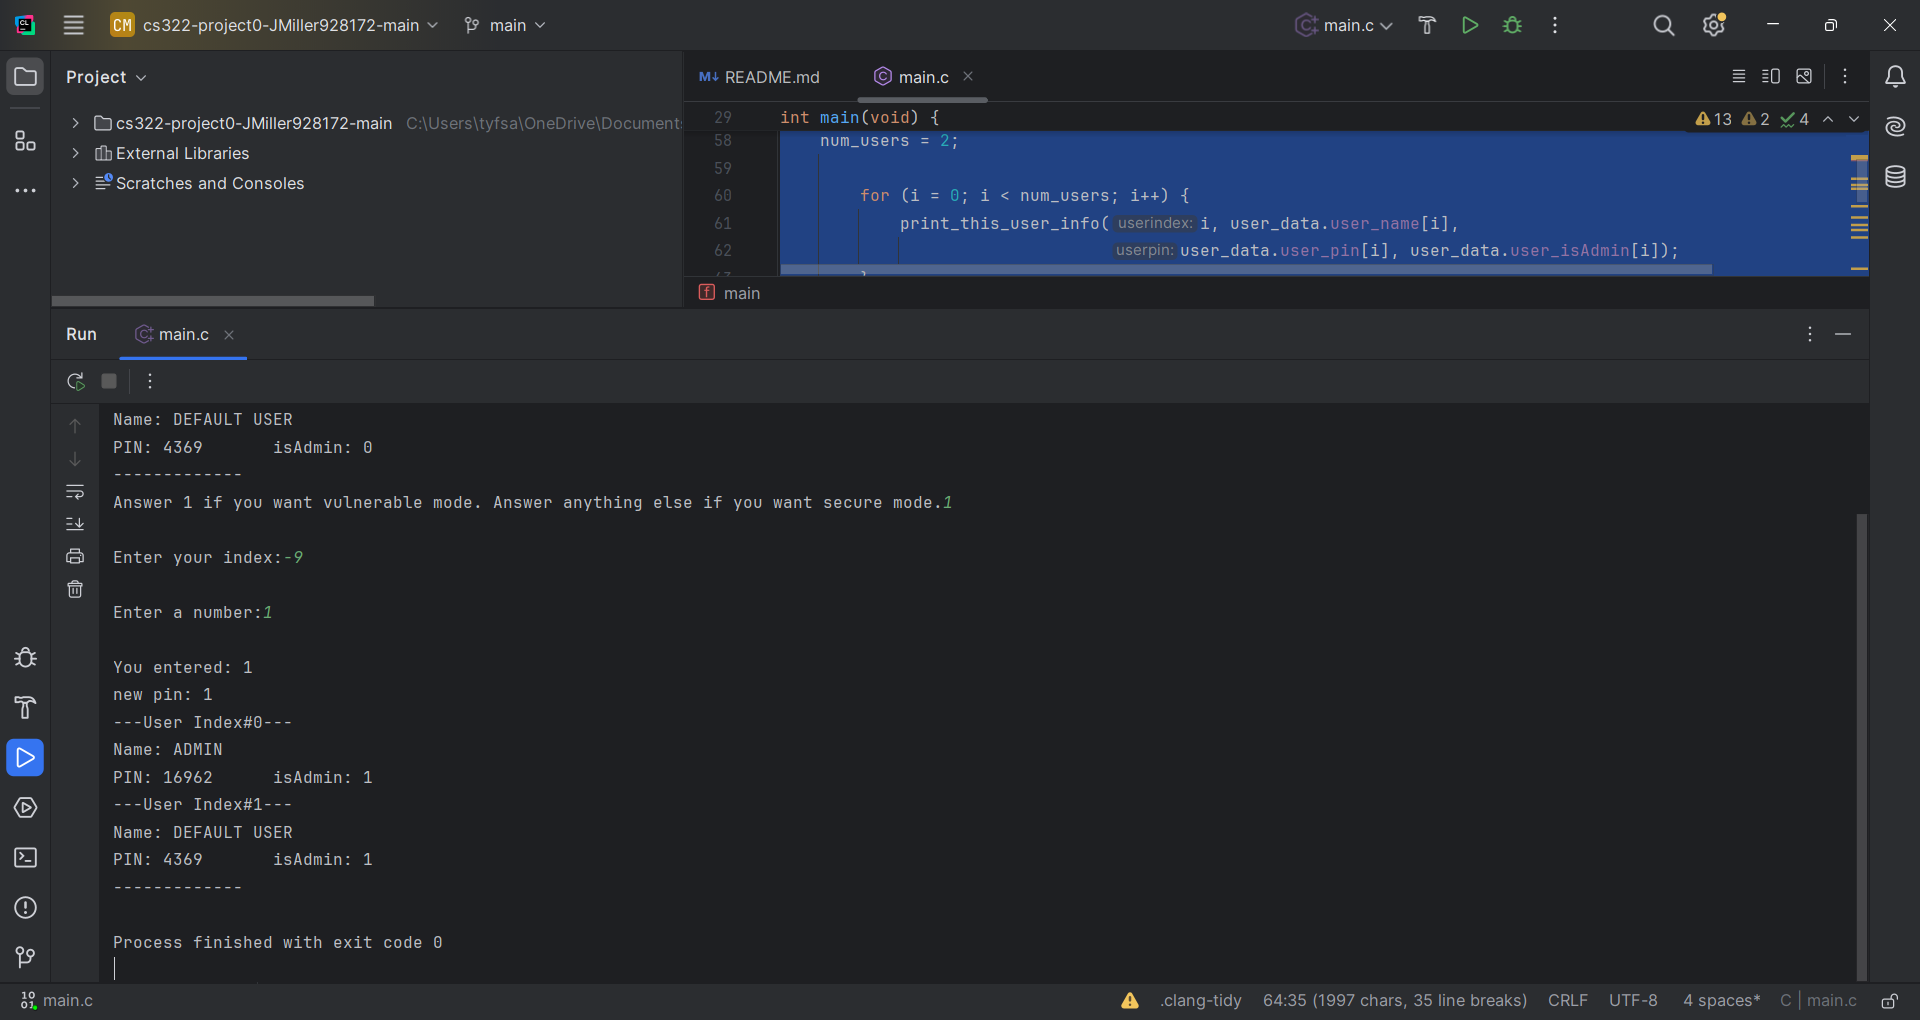 CM cs322-project0-JMiller928172-main main main.c
Project
README.md main.c
cs322-project0-JMiller928172-main C:\Users\tyfsa\OneDrive\Document
External Libraries
Scratches and Consoles
29 int main(void) {
13 2 4
58 num_users = 2;
59
60 for (i = 0; i < num_users; i++) {
61 print_this_user_info( userindex: i, user_data.user_name[i],
62 userpin: user_data.user_pin[i], user_data.user_isAdmin[i]);
main
Run main.c
Name: DEFAULT USER
PIN: 4369 isAdmin: 0
-------------
Answer 1 if you want vulnerable mode. Answer anything else if you want secure mode.1
Enter your index:-9
Enter a number:1
You entered: 1
new pin: 1
---User Index#0---
Name: ADMIN
PIN: 16962 isAdmin: 1
---User Index#1---
Name: DEFAULT USER
PIN: 4369 isAdmin: 1
-------------
Process finished with exit code 0
main.c .clang-tidy 64:35 (1997 chars, 35 line breaks) CRLF UTF-8 4 spaces* C | main.c